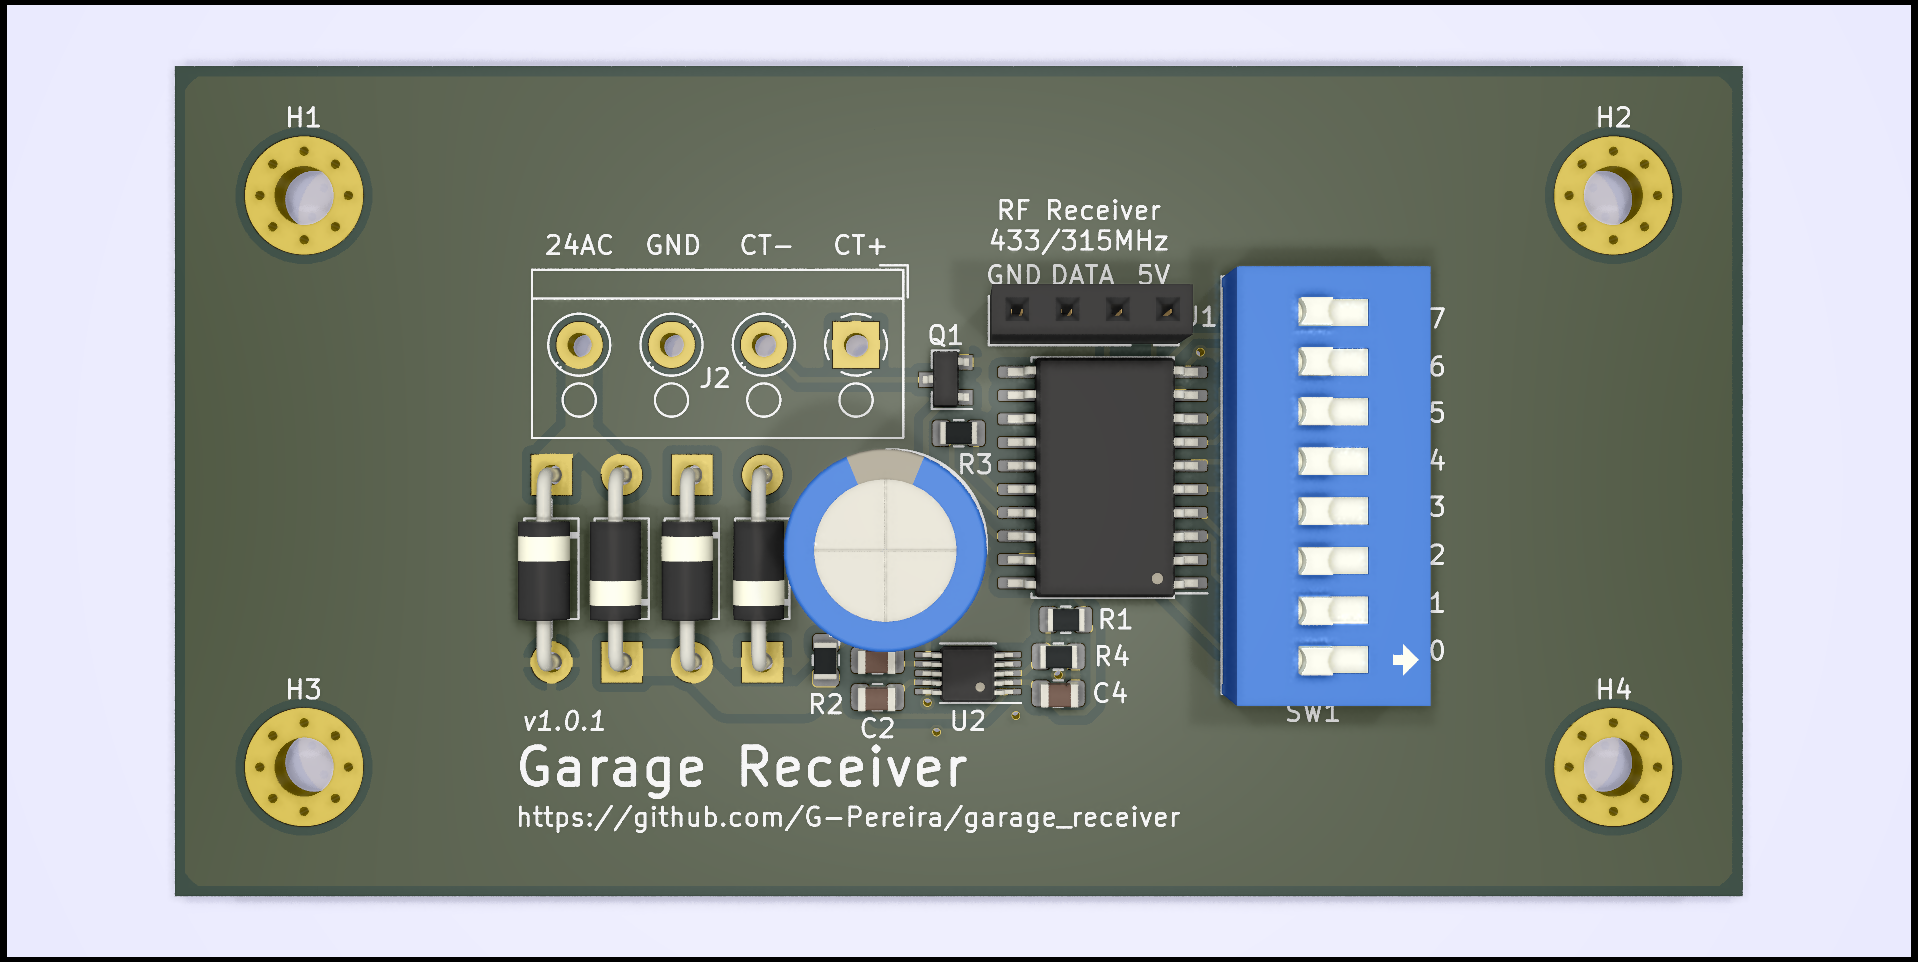 H1
H2
RF Receiver
433/315MHz
GND DATA 5V
24AC GND CT- CT+
J1
7
Q1
6
J2
5
R3
4
3
2
1
R1
0
R4
H3
C4
H4
R2
SW1
v1.0.1
C2
U2
Garage Receiver
https://github.com/G-Pereira/garage_receiver